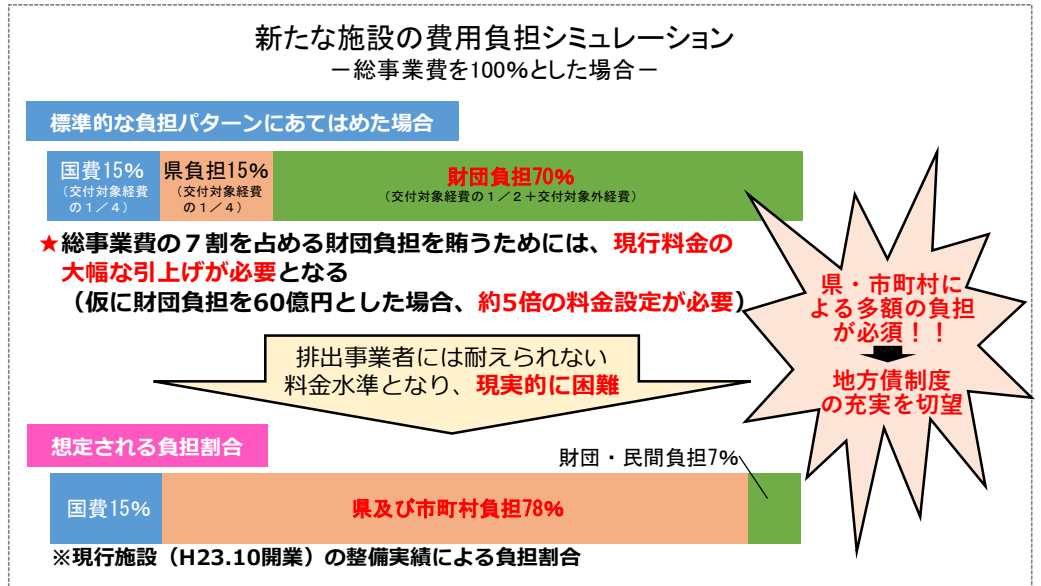 新たな施設の費用負担シミュレーション
－総事業費を100%とした場合－
標準的な負担パターンにあてはめた場合
国費15%
（交付対象経費
の１／４）
県負担15%
（交付対象経費
の１／４）
財団負担70%
（交付対象経費の１／２＋交付対象外経費）
★総事業費の７割を占める財団負担を賄うためには、現行料金の
大幅な引上げが必要となる
（仮に財団負担を60億円とした場合、約5倍の料金設定が必要）
県・市町村に
よる多額の負担
が必須！！
地方債制度
の充実を切望
排出事業者には耐えられない
料金水準となり、現実的に困難
想定される負担割合
財団・民間負担7%
国費15%
県及び市町村負担78%
※現行施設（H23.10開業）の整備実績による負担割合